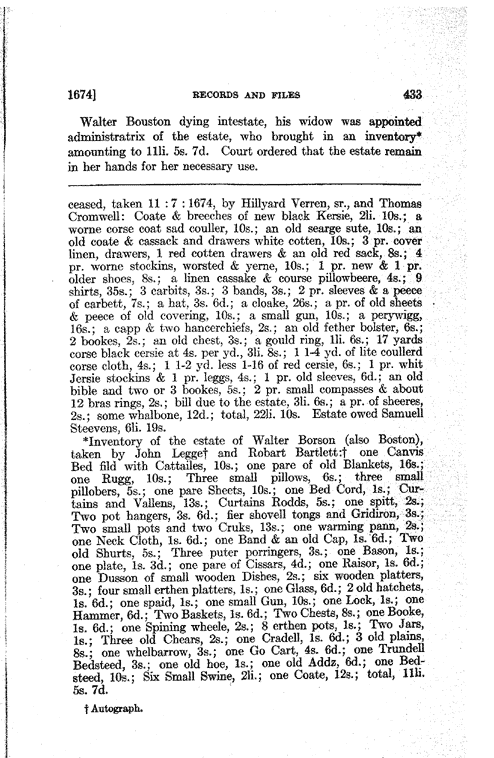 1674] RECORDS AND FILES 433
Walter Bouston dying intestate, his widow was appointed
administratrix of the estate, who brought in an inventory*
amounting to 11li. 5s. 7d. Court ordered that the estate remain
in her hands for her necessary use.
ceased, taken 11 : 7 : 1674, by Hillyard Verren, sr., and Thomas
Cromwell: Coate & breeches of new black Kersie, 2li. 10s.; a
worne corse coat sad couller, 10s.; an old searge sute, 10s.; an
old coate & cassack and drawers white cotten, 10s.; 3 pr. cover
linen, drawers, 1 red cotten drawers & an old red sack, 8s.; 4
pr. worne stockins, worsted & yerne, 10s.; 1 pr. new & 1 pr.
older shoes, 8s.; a linen cassake & course pillowbeere, 4s.; 9
shirts, 35s.; 3 carbits, 3s.; 3 bands, 3s.; 2 pr. sleeves & a peece
of carbett, 7s.; a hat, 3s. 6d.; a cloake, 26s.; a pr. of old sheets
& peece of old covering, 10s.; a small gun, 10s.; a perywigg,
16s.; a capp & two hancerchiefs, 2s.; an old fether bolster, 6s.;
2 bookes, 2s.; an old chest, 3s.; a gould ring, 1li. 6s.; 17 yards
corse black cersie at 4s. per yd., 3li. 8s.; 1 1-4 yd. of lite coullerd
corse cloth, 4s.; 1 1-2 yd. less 1-16 of red cersie, 6s.; 1 pr. whit
Jersie stockins & 1 pr. leggs, 4s.; 1 pr. old sleeves, 6d.; an old
bible and two or 3 bookes, 5s.; 2 pr. small compasses & about
12 bras rings, 2s.; bill due to the estate, 3li. 6s.; a pr. of sheeres,
2s.; some whalbone, 12d.; total, 22li. 10s. Estate owed Samuell
Steevens, 6li. 19s.
*Inventory of the estate of Walter Borson (also Boston),
taken by John Legge† and Robart Bartlett:† one Canvis
Bed fild with Cattailes, 10s.; one pare of old Blankets, 16s.;
one Rugg, 10s.; Three small pillows, 6s.; three small
pillobers, 5s.; one pare Sheets, 10s.; one Bed Cord, 1s.; Cur-
tains and Vallens, 13s.; Curtains Rodds, 5s.; one spitt, 2s.;
Two pot hangers, 3s. 6d.; fier shovell tongs and Gridiron, 3s.;
Two small pots and two Cruks, 13s.; one warming pann, 2s.;
one Neck Cloth, 1s. 6d.; one Band & an old Cap, 1s. 6d.; Two
old Shurts, 5s.; Three puter porringers, 3s.; one Bason, 1s.;
one plate, 1s. 3d.; one pare of Cissars, 4d.; one Raisor, 1s. 6d.;
one Dusson of small wooden Dishes, 2s.; six wooden platters,
3s.; four small erthen platters, 1s.; one Glass, 6d.; 2 old hatchets,
1s. 6d.; one spaid, 1s.; one small Gun, 10s.; one Lock, 1s.; one
Hammer, 6d.; Two Baskets, 1s. 6d.; Two Chests, 8s.; one Booke,
1s. 6d.; one Spining wheele, 2s.; 8 erthen pots, 1s.; Two Jars,
1s.; Three old Chears, 2s.; one Cradell, 1s. 6d.; 3 old plains,
8s.; one whelbarrow, 3s.; one Go Cart, 4s. 6d.; one Trundell
Bedsteed, 3s.; one old hoe, 1s.; one old Addz, 6d.; one Bed-
steed, 10s.; Six Small Swine, 2li.; one Coate, 12s.; total, 11li.
5s. 7d.
† Autograph.